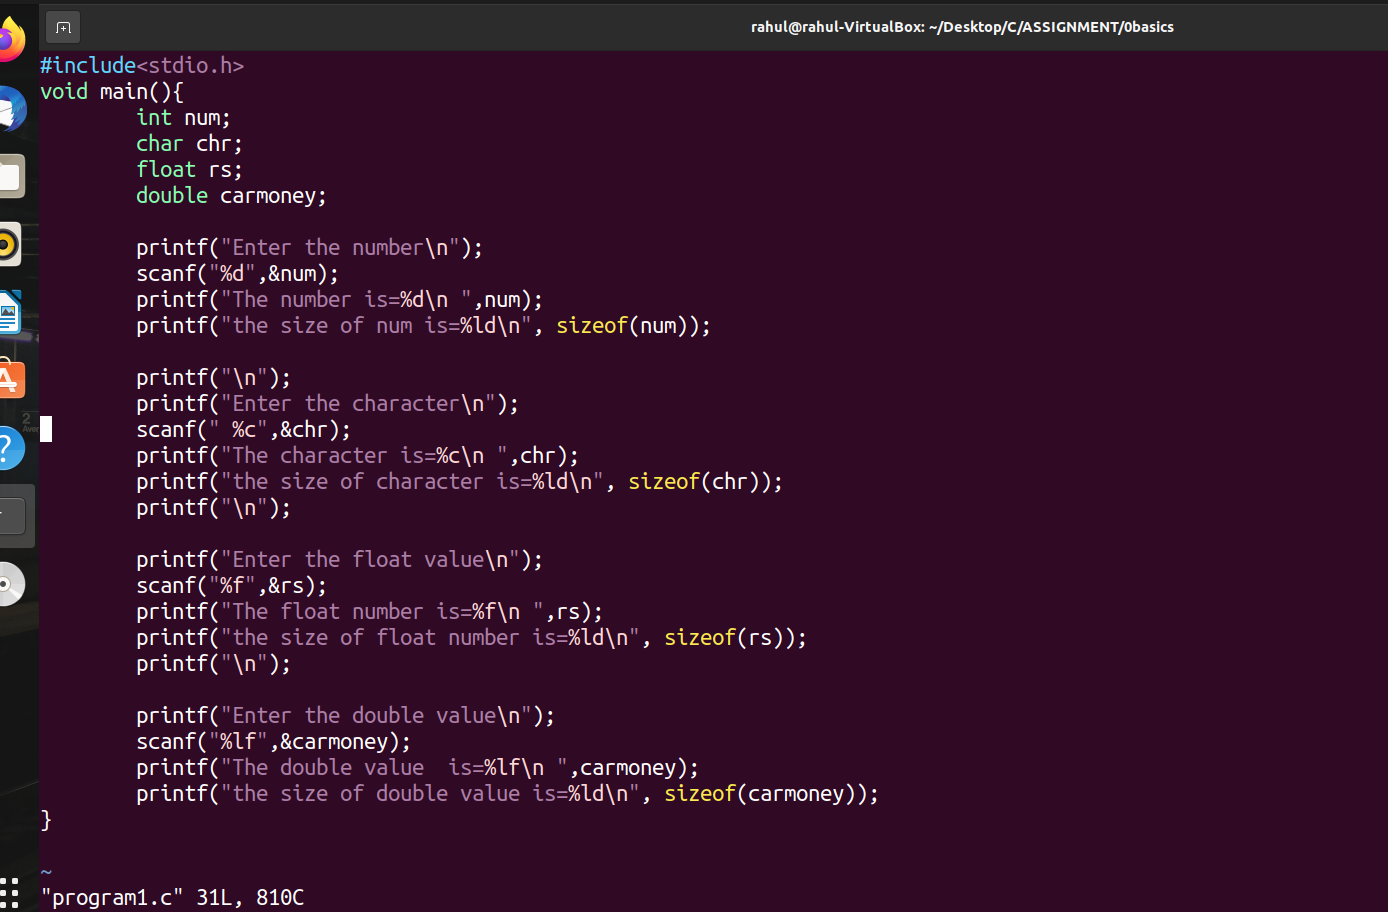 rahul@rahul-VirtualBox: ~/Desktop/C/ASSIGNMENT/0basics
#include<stdio.h>
void main(){
        int num;
        char chr;
        float rs;
        double carmoney;

        printf("Enter the number\n");
        scanf("%d",&num);
        printf("The number is=%d\n ",num);
        printf("the size of num is=%ld\n", sizeof(num));

        printf("\n");
        printf("Enter the character\n");
        scanf(" %c",&chr);
        printf("The character is=%c\n ",chr);
        printf("the size of character is=%ld\n", sizeof(chr));
        printf("\n");

        printf("Enter the float value\n");
        scanf("%f",&rs);
        printf("The float number is=%f\n ",rs);
        printf("the size of float number is=%ld\n", sizeof(rs));
        printf("\n");

        printf("Enter the double value\n");
        scanf("%lf",&carmoney);
        printf("The double value  is=%lf\n ",carmoney);
        printf("the size of double value is=%ld\n", sizeof(carmoney));
}

~
"program1.c" 31L, 810C